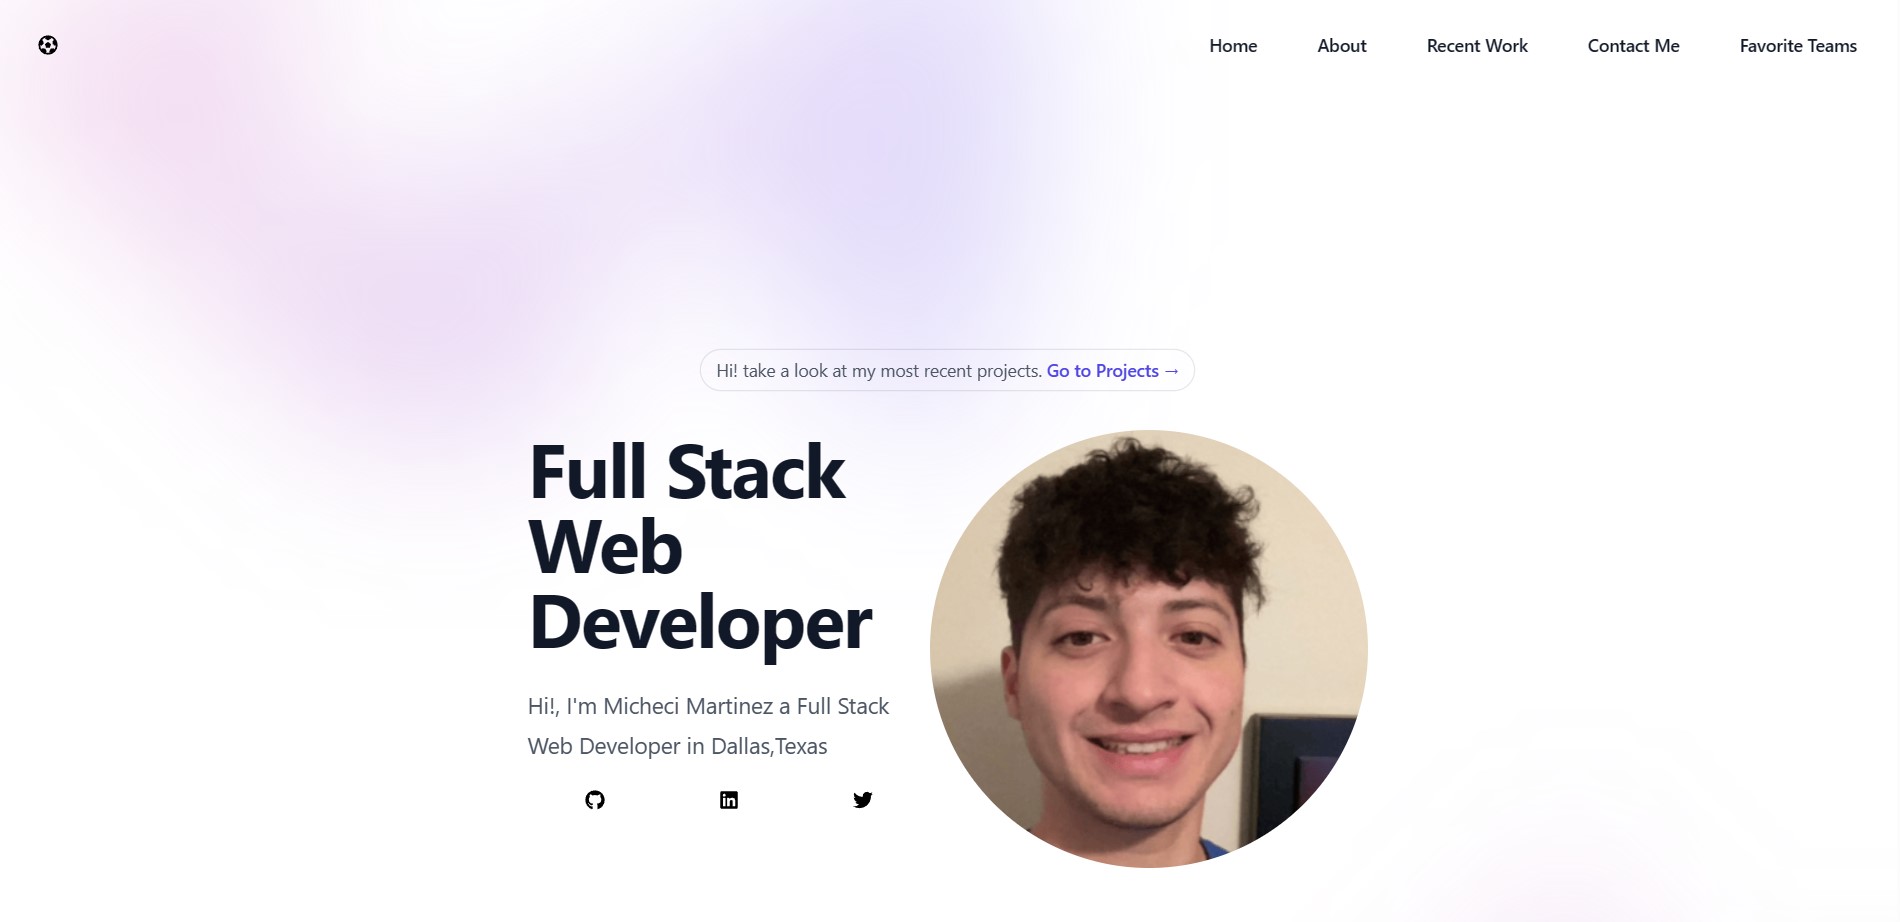 Home About Recent Work Contact Me Favorite Teams
Hi! take a look at my most recent projects. Go to Projects →
Full Stack
Web
Developer
Hi!, I'm Micheci Martinez a Full Stack
Web Developer in Dallas,Texas